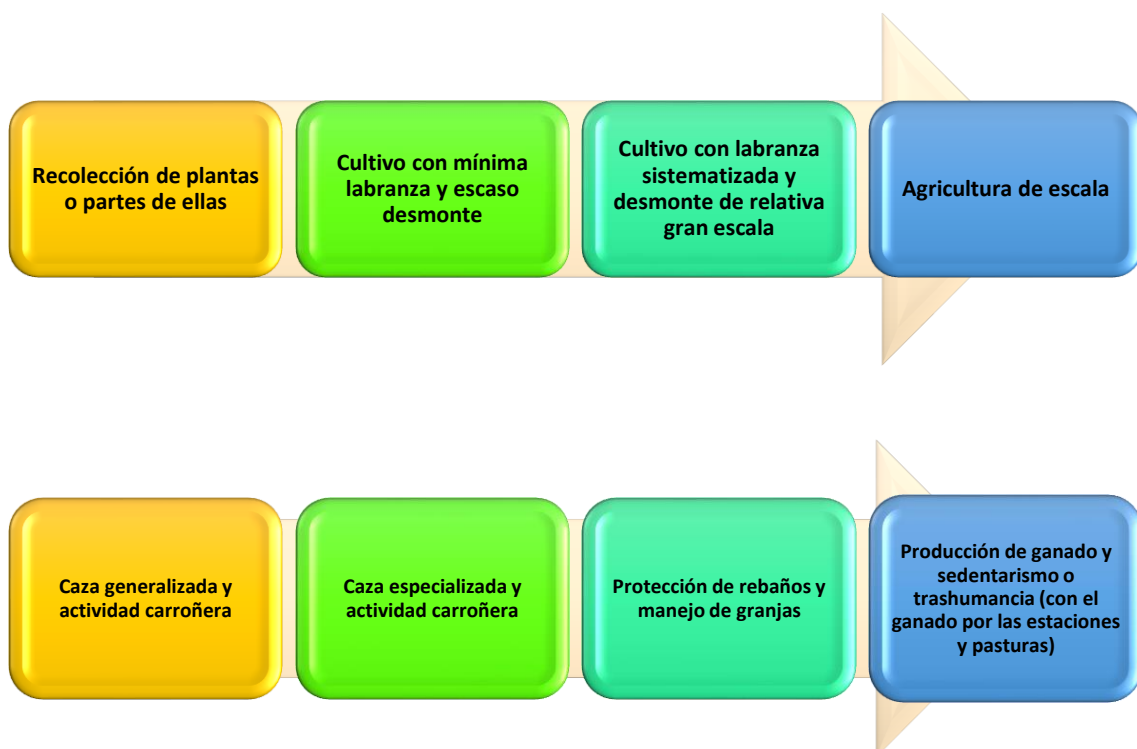 Recolección de plantas
o partes de ellas
Cultivo con mínima
labranza y escaso
desmonte
Cultivo con labranza
sistematizada y
desmonte de relativa
gran escala
Agricultura de escala
Caza generalizada y
actividad carroñera
Caza especializada y
actividad carroñera
Protección de rebaños y
manejo de granjas
Producción de ganado y
sedentarismo o
trashumancia (con el
ganado por las estaciones
y pasturas)